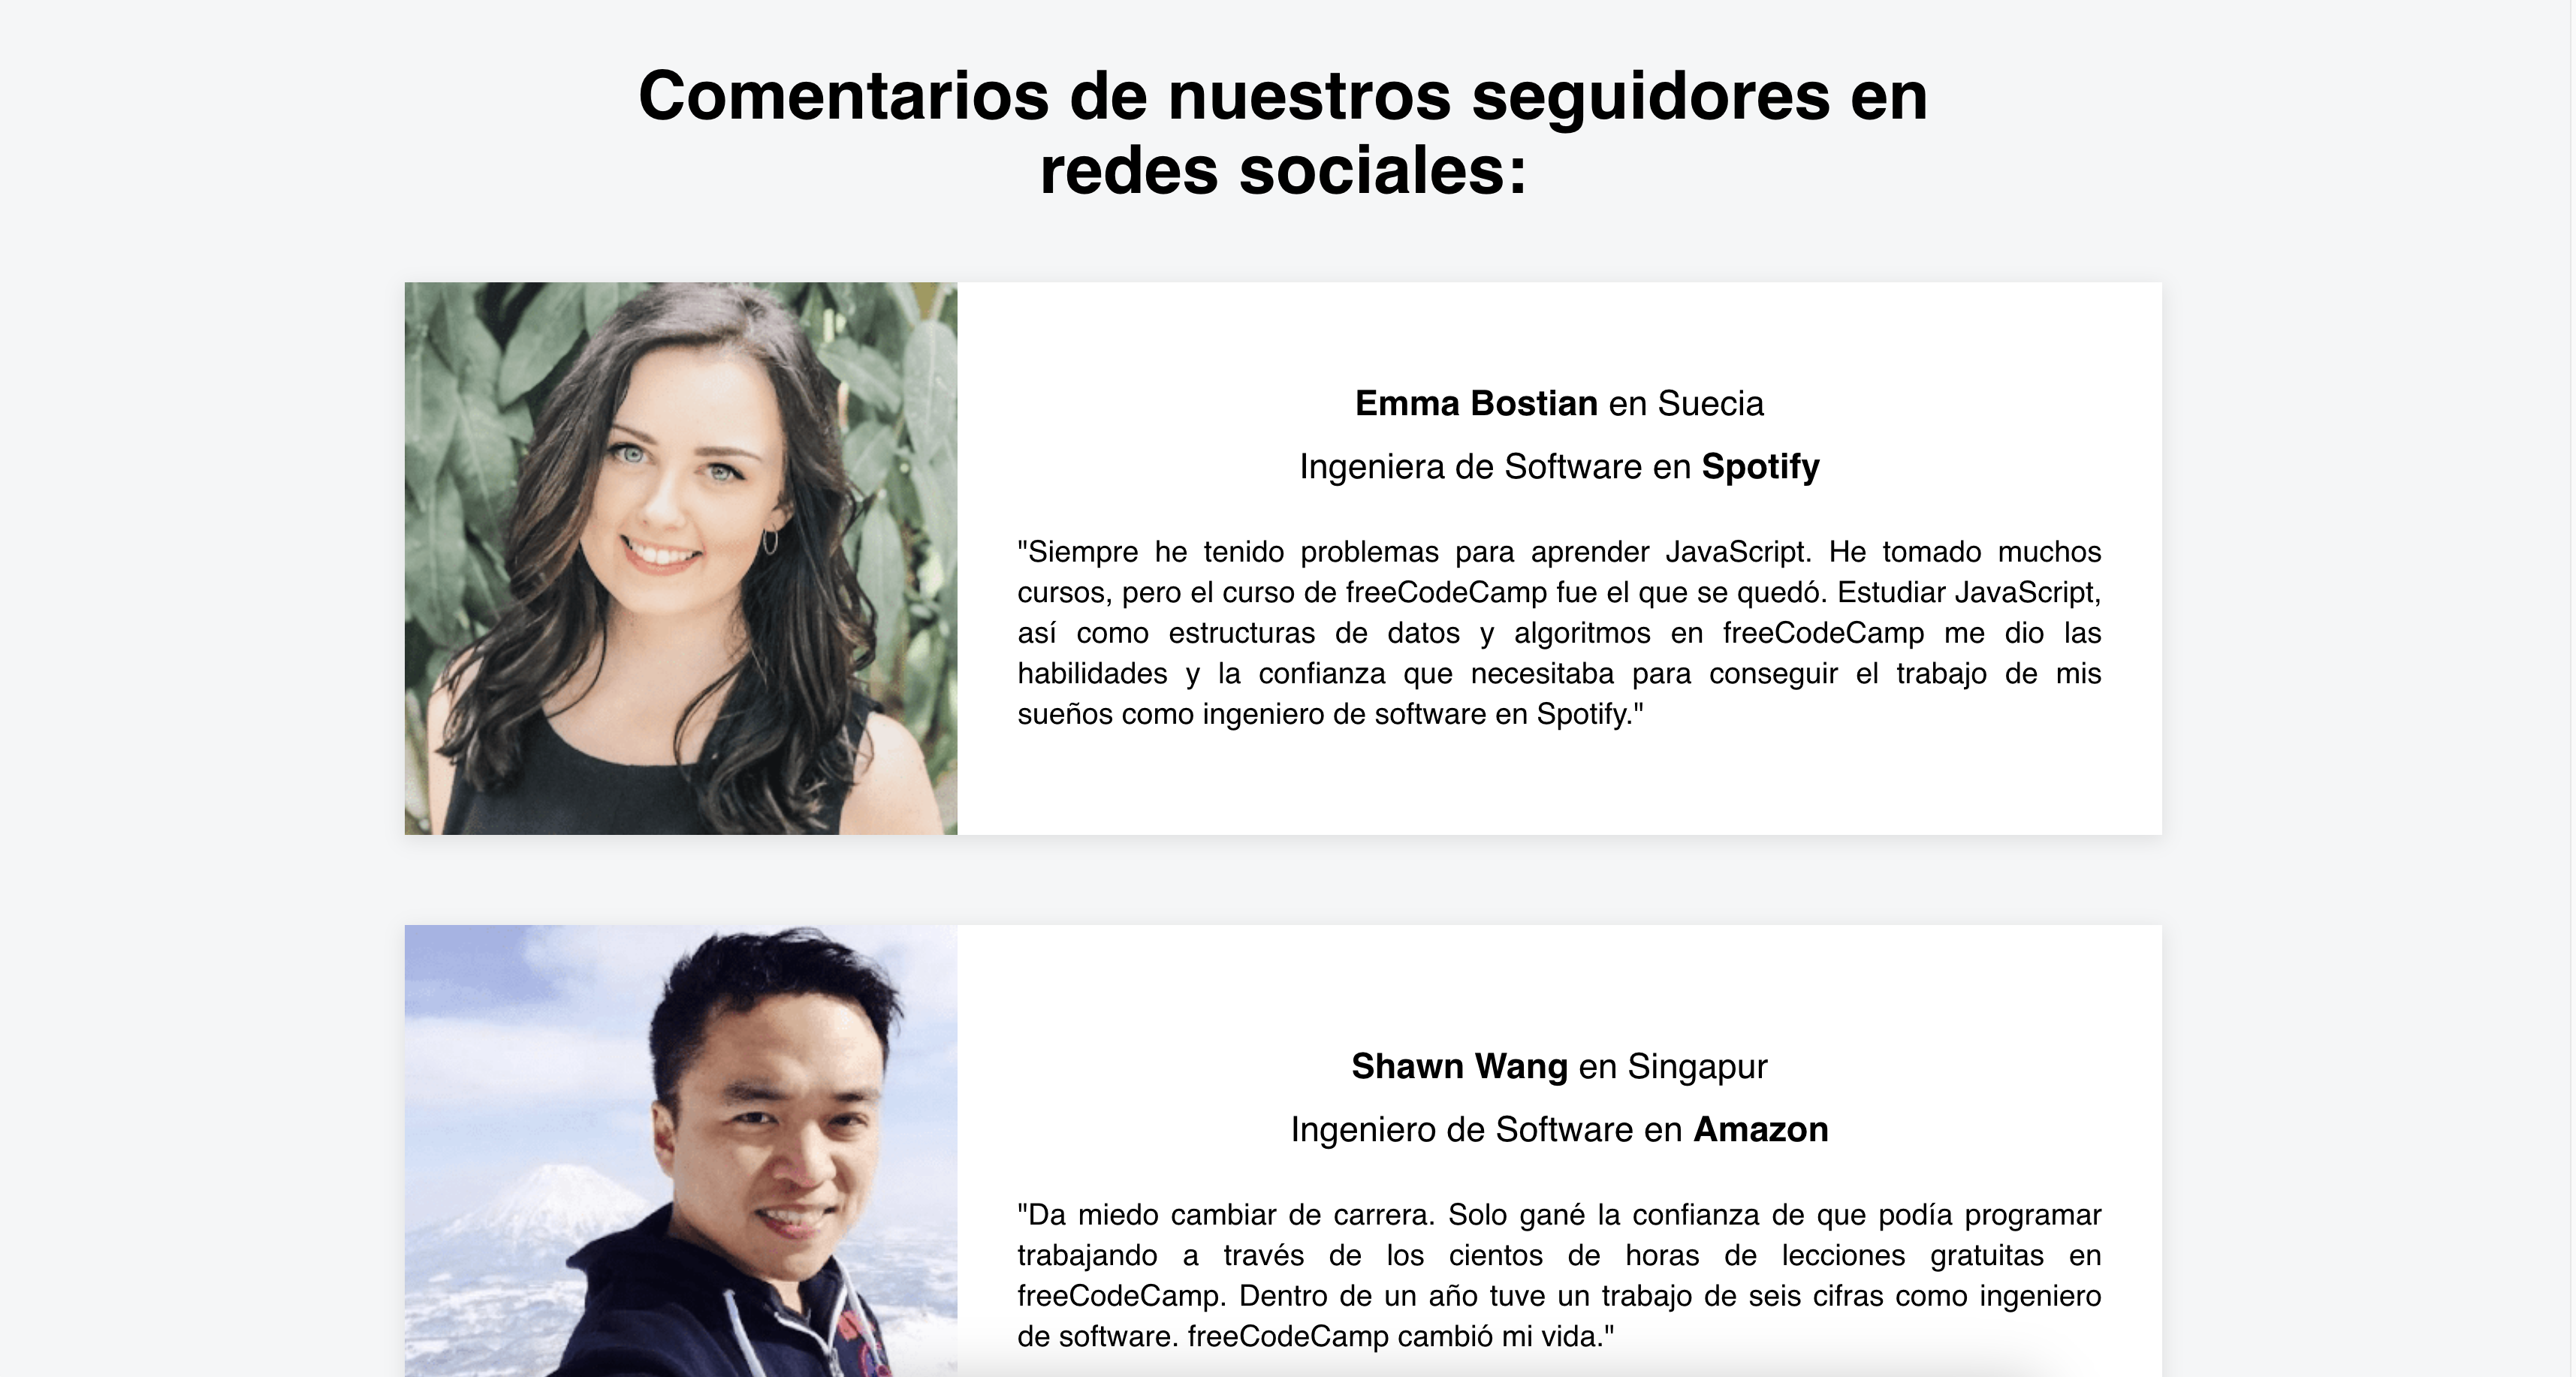 Comentarios de nuestros seguidores en
redes sociales:
Emma Bostian en Suecia
Ingeniera de Software en Spotify
"Siempre he tenido problemas para aprender JavaScript. He tomado muchos
cursos, pero el curso de freeCodeCamp fue el que se quedó. Estudiar JavaScript,
así como estructuras de datos y algoritmos en freeCodeCamp me dio las
habilidades y la confianza que necesitaba para conseguir el trabajo de mis
sueños como ingeniero de software en Spotify."
Shawn Wang en Singapur
Ingeniero de Software en Amazon
"Da miedo cambiar de carrera. Solo gané la confianza de que podía programar
trabajando a través de los cientos de horas de lecciones gratuitas en
freeCodeCamp. Dentro de un año tuve un trabajo de seis cifras como ingeniero
de software. freeCodeCamp cambió mi vida."